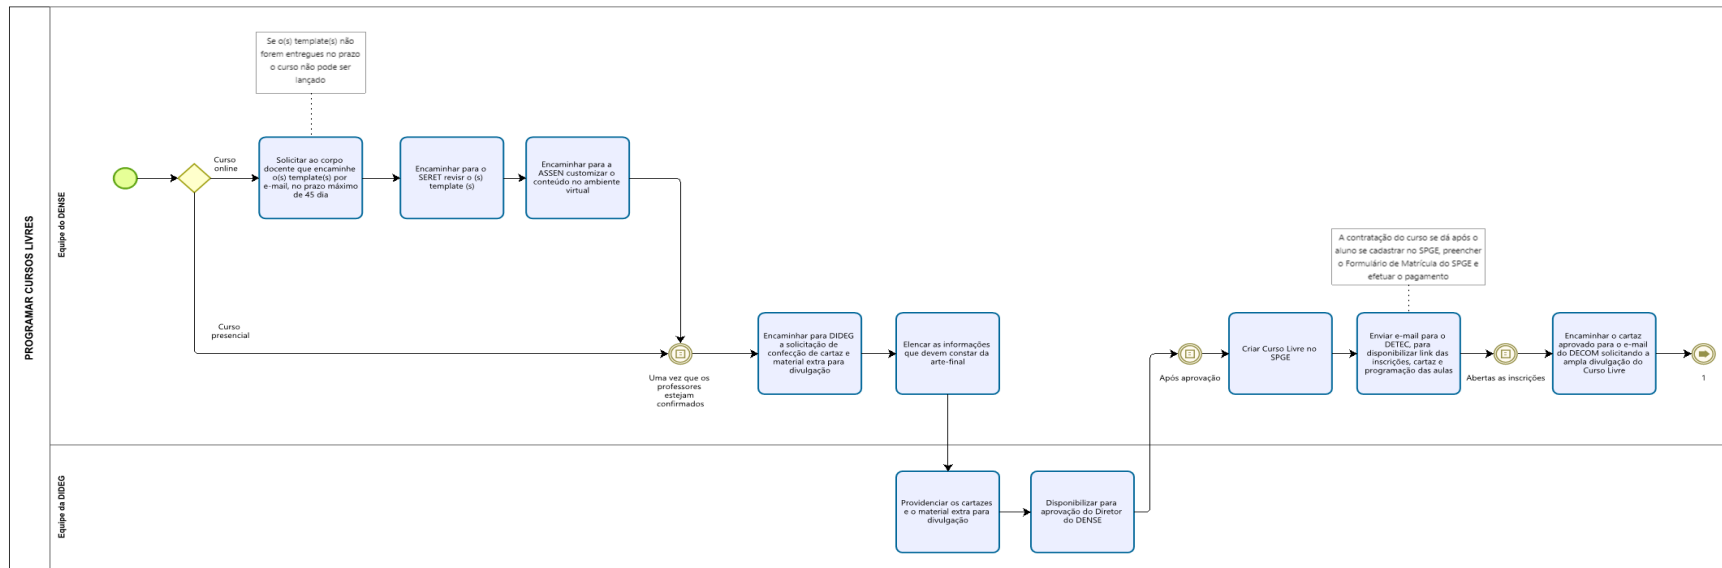 PROGRAMAR CURSOS LIVRES
Equipe do DENSE
Se o(s) template(s) não
forem entregues no prazo
o curso não pode ser
lançado
Curso
online
Solicitar ao corpo
docente que encaminhe
o(s) template(s) por
e-mail, no prazo máximo
de 45 dia
Encaminhar para o
SERET revisr o (s)
template (s)
Encaminhar para a
ASSEN customizar o
conteúdo no ambiente
virtual
Curso
presencial
Uma vez que os
professores
estejam
confirmados
Encaminhar para DIDEG
a solicitação de
confecção de cartaz e
material extra para
divulgação
Elencar as informações
que devem constar da
arte-final
Após aprovação
Criar Curso Livre no
SPGE
A contratação do curso se dá após o
aluno se cadastrar no SPGE, preencher
o Formulário de Matrícula do SPGE e
efetuar o pagamento
Enviar e-mail para o
DETEC, para
disponibilizar link das
inscrições, cartaz e
programação das aulas
Abertas as inscrições
Encaminhar o cartaz
aprovado para o e-mail
do DECOM solicitando a
ampla divulgação do
Curso Livre
1
Equipe da DIDEG
Providenciar os cartazes
e o material extra para
divulgação
Disponibilizar para
aprovação do Diretor
do DENSE